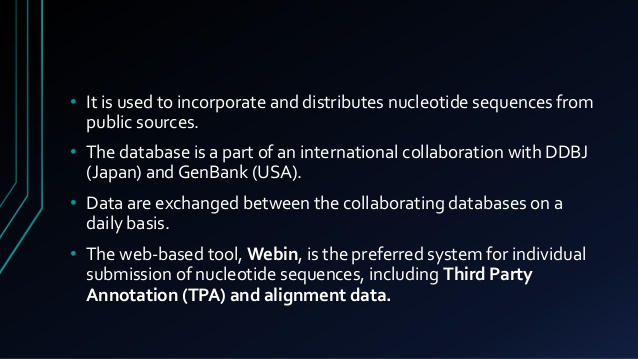 • It is used to incorporate and distributes nucleotide sequences from
public sources.
• The database is a part of an international collaboration with DDBJ
(Japan) and GenBank (USA).
• Data are exchanged between the collaborating databases on a
daily basis.
• The web-based tool, Webin, is the preferred system for individual
submission of nucleotide sequences, including Third Party
Annotation (TPA) and alignment data.